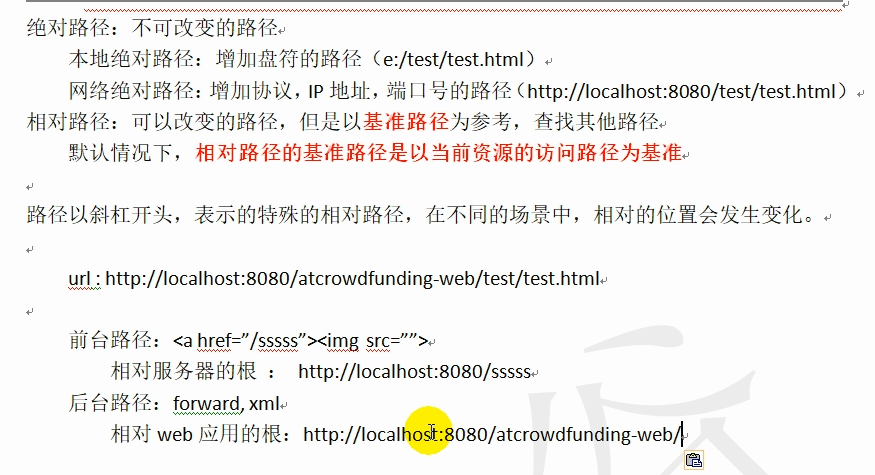 绝对路径：不可改变的路径
本地绝对路径：增加盘符的路径（e:/test/test.html）
网络绝对路径：增加协议，IP 地址，端口号的路径（http://localhost:8080/test/test.html）
相对路径：可以改变的路径，但是以基准路径为参考，查找其他路径
默认情况下，相对路径的基准路径是以当前资源的访问路径为基准
路径以斜杠开头，表示的特殊的相对路径，在不同的场景中，相对的位置会发生变化。
url : http://localhost:8080/atcrowdfunding-web/test/test.html
前台路径：<a href=”/sssss”><img src=””>
相对服务器的根 ： http://localhost:8080/sssss
后台路径：forward, xml
相对 web 应用的根：http://localhost:8080/atcrowdfunding-web/